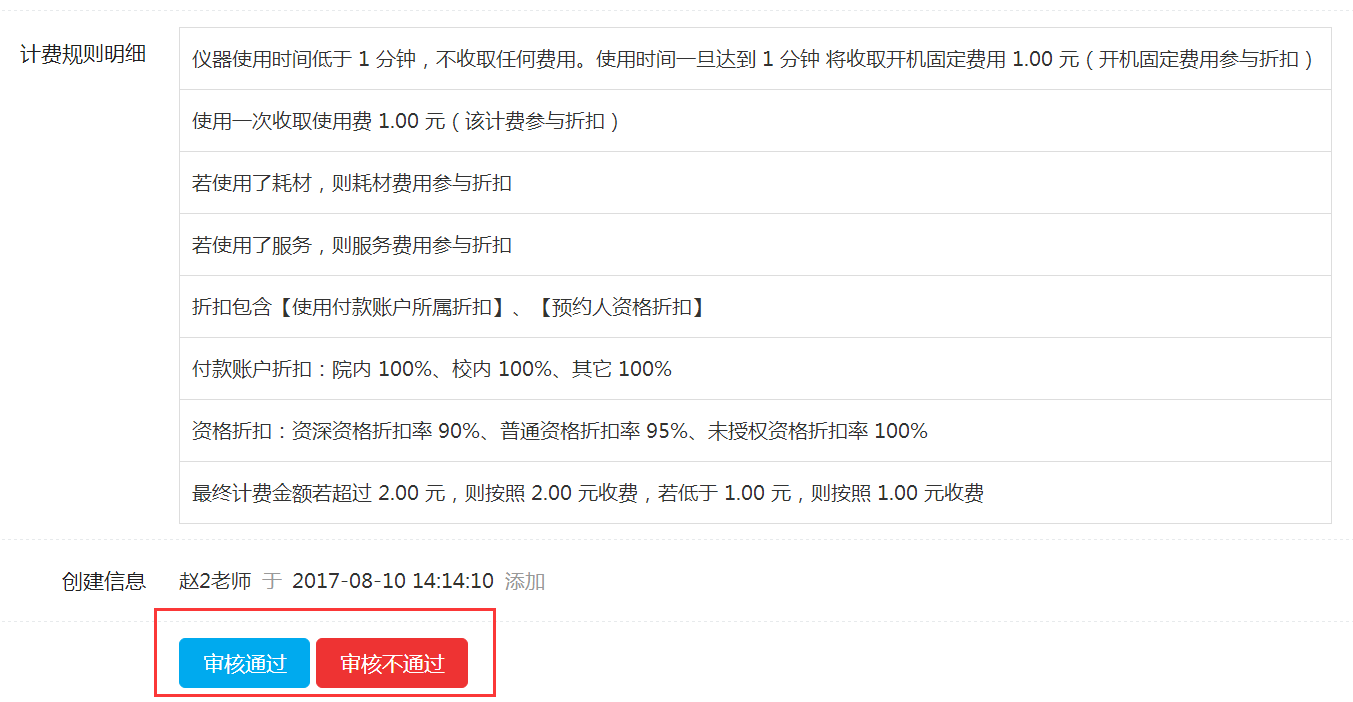 计费规则明细
仪器使用时间低于 1 分钟，不收取任何费用。使用时间一旦达到 1 分钟 将收取开机固定费用 1.00 元（开机固定费用参与折扣）
使用一次收取使用费 1.00 元（该计费参与折扣）
若使用了耗材，则耗材费用参与折扣
若使用了服务，则服务费用参与折扣
折扣包含【使用付款账户所属折扣】、【预约人资格折扣】
付款账户折扣：院内 100%、校内 100%、其它 100%
资格折扣：资深资格折扣率 90%、普通资格折扣率 95%、未授权资格折扣率 100%
最终计费金额若超过 2.00 元，则按照 2.00 元收费，若低于 1.00 元，则按照 1.00 元收费
创建信息 赵2老师 于 2017-08-10 14:14:10 添加
审核通过 审核不通过